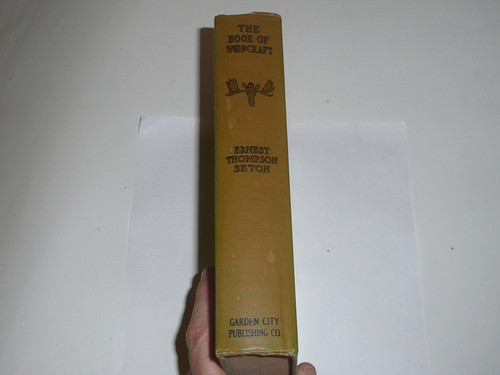 THE
BOOK OF
WOODCRAFT
ERNEST
THOMPSON
SETON
GARDEN CITY
PUBLISHING CO.